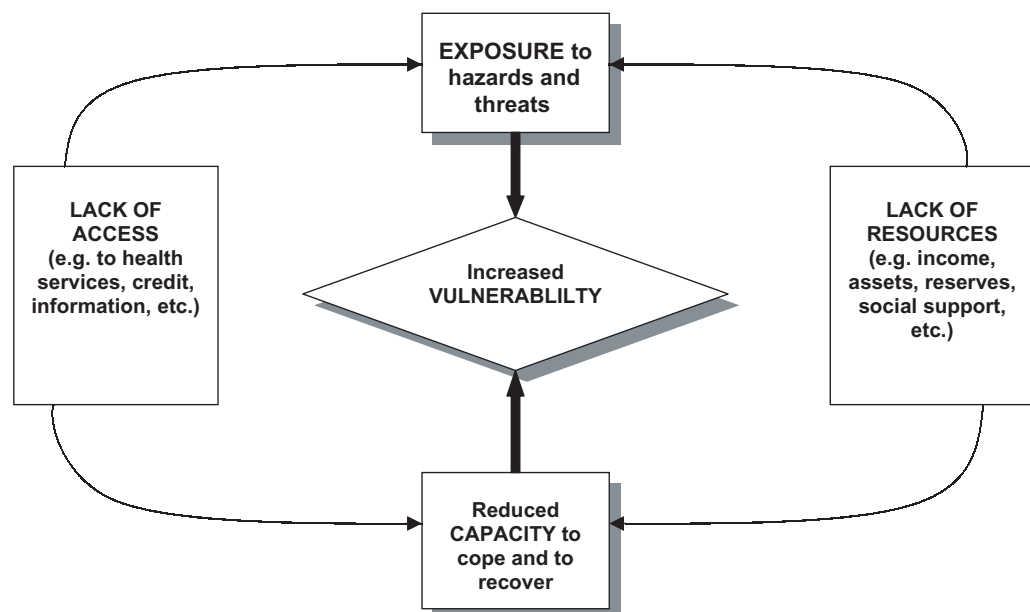 EXPOSURE to
hazards and
threats
LACK OF
ACCESS
(e.g. to health
services, credit,
information, etc.)
Increased
VULNERABLILTY
LACK OF
RESOURCES
(e.g. income,
assets, reserves,
social support,
etc.)
Reduced
CAPACITY to
cope and to
recover